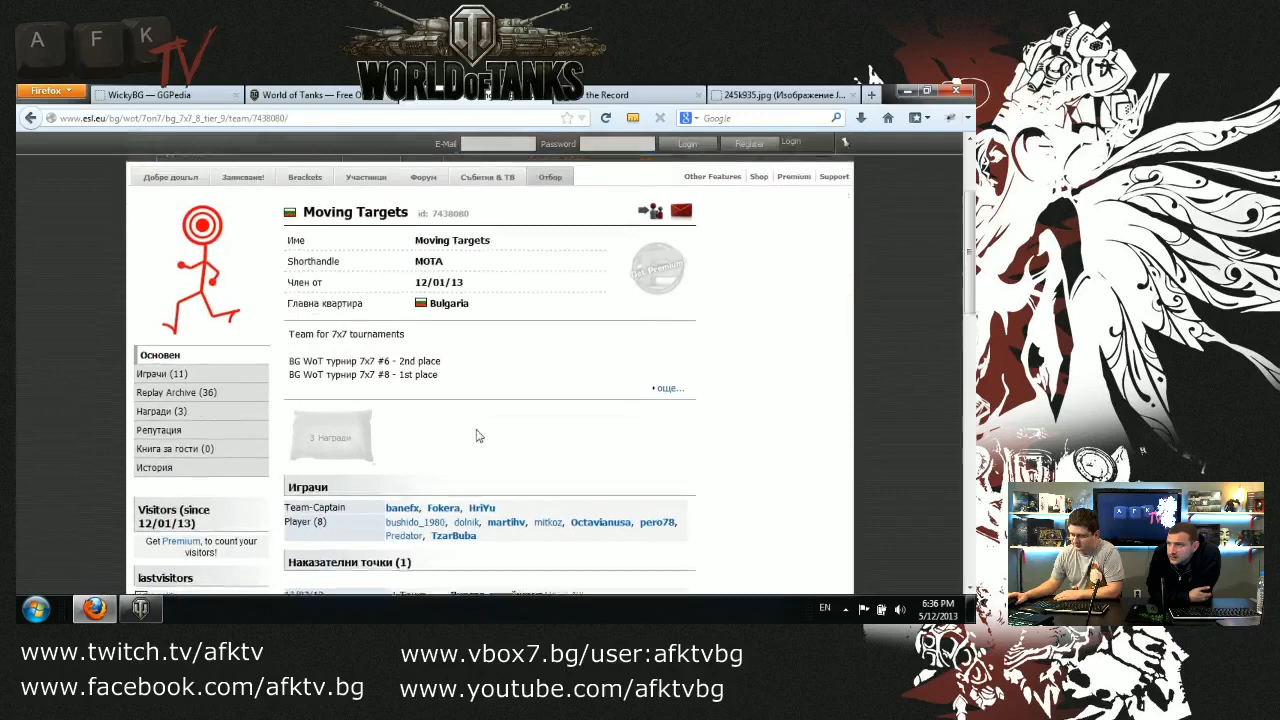 A F K
TV
WORLD OF TANKS
Firefox
WickyBG — GGPedia
World of Tanks — Free O
the Record
245k935.jpg (Изображение J...
www.esl.eu/bg/wot/7on7/bg_7x7_8_tier_9/team/7438080/
Google
E-Mail Password Login Register Login
Добре дошъл Записване! Brackets Участници Форум Събития & ТВ Отбор
Other Features Shop Premium Support
Moving Targets id: 7438080
Име Moving Targets
Shorthandle MOTA
Член от 12/01/13
Главна квартира Bulgaria
Get Premium
Team for 7x7 tournaments
BG WoT турнир 7x7 #6 - 2nd place
BG WoT турнир 7x7 #8 - 1st place
още...
3 Награди
Основен
Играчи (11)
Replay Archive (36)
Награди (3)
Репутация
Книга за гости (0)
История
Visitors (since
12/01/13)
Get Premium, to count your
visitors!
lastvisitors
Играчи
Team-Captain banefx, Fokera, HriYu
Player (8) bushido_1980, dolnik, martihv, mitkoz, Octavianusa, pero78,
Predator, TzarBuba
Наказателни точки (1)
EN
6:36 PM
5/12/2013
A F K TV
www.twitch.tv/afktv
www.vbox7.bg/user:afktvbg
www.facebook.com/afktv.bg
www.youtube.com/afktvbg